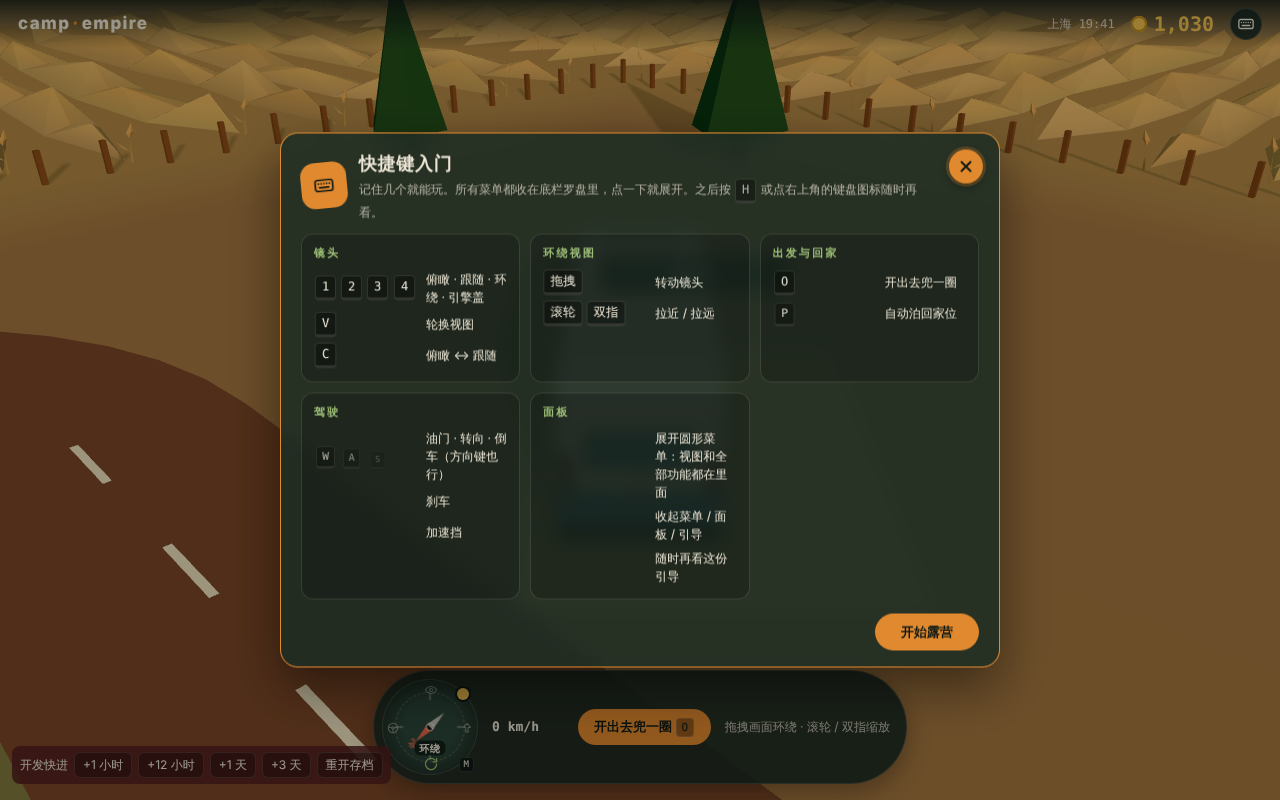 camp·empire
上海 19:41
1,030
快捷键入门
记住几个就能玩。所有菜单都收在底栏罗盘里，点一下就展开。之后按 H 或点右上角的键盘图标随时再
看。
镜头
1 2 3 4 俯瞰 · 跟随 · 环
绕 · 引擎盖
V 轮换视图
C 俯瞰 ↔ 跟随
环绕视图
拖拽 转动镜头
滚轮 双指 拉近 / 拉远
出发与回家
O 开出去兜一圈
P 自动泊回家位
驾驶
W A S 油门 · 转向 · 倒
车（方向键也
行）
刹车
加速挡
面板
展开圆形菜
单：视图和全
部功能都在里
面
收起菜单 / 面
板 / 引导
随时再看这份
引导
开始露营
环绕
M
0 km/h
开出去兜一圈 O
拖拽画面环绕 · 滚轮 / 双指缩放
开发快进 +1 小时 +12 小时 +1 天 +3 天 重开存档